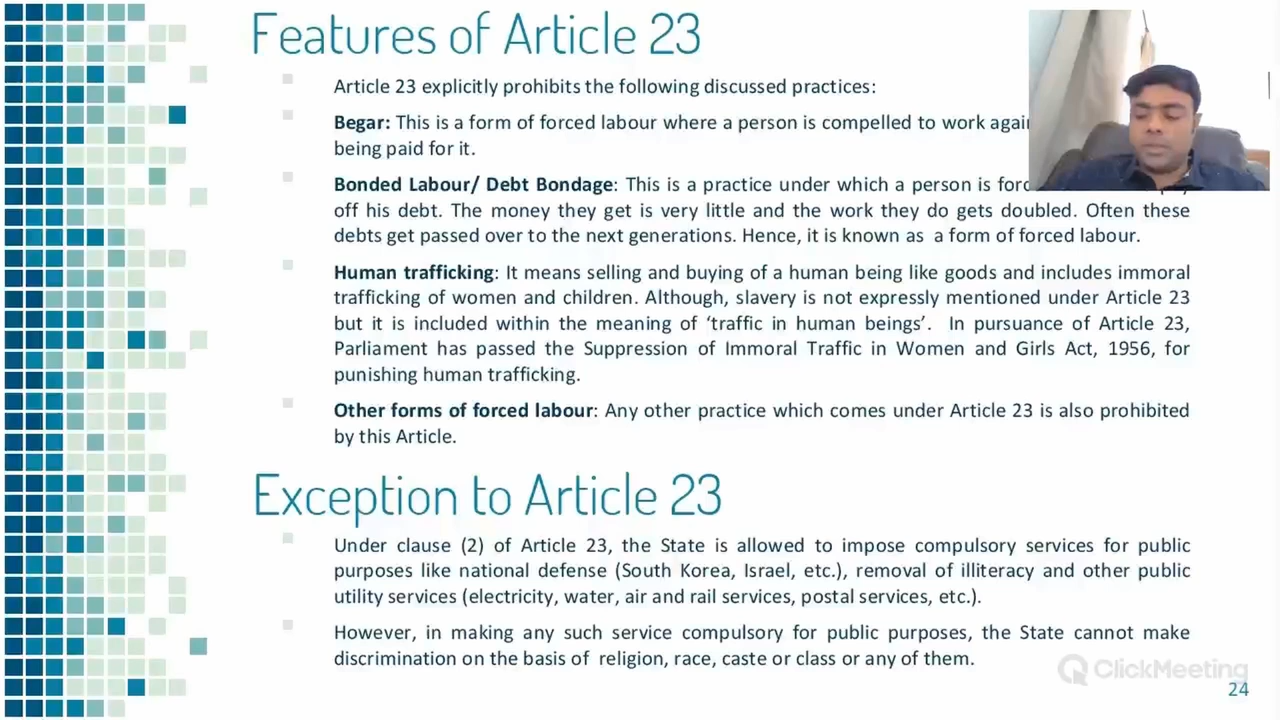 Features of Article 23
Article 23 explicitly prohibits the following discussed practices:
Begar: This is a form of forced labour where a person is compelled to work
being paid for it.
Bonded Labour/ Debt Bondage: This is a practice under which a person is
off his debt. The money they get is very little and the work they do gets doubled. Often these
debts get passed over to the next generations. Hence, it is known as a form of forced labour.
Human trafficking: It means selling and buying of a human being like goods and includes immoral
trafficking of women and children. Although, slavery is not expressly mentioned under Article 23
but it is included within the meaning of ‘traffic in human beings’. In pursuance of Article 23,
Parliament has passed the Suppression of Immoral Traffic in Women and Girls Act, 1956, for
punishing human trafficking.
Other forms of forced labour: Any other practice which comes under Article 23 is also prohibited
by this Article.
Exception to Article 23
Under clause (2) of Article 23, the State is allowed to impose compulsory services for public
purposes like national defense (South Korea, Israel, etc.), removal of illiteracy and other public
utility services (electricity, water, air and rail services, postal services, etc.).
However, in making any such service compulsory for public purposes, the State cannot make
discrimination on the basis of religion, race, caste or class or any of them.
ClickMeeting
24